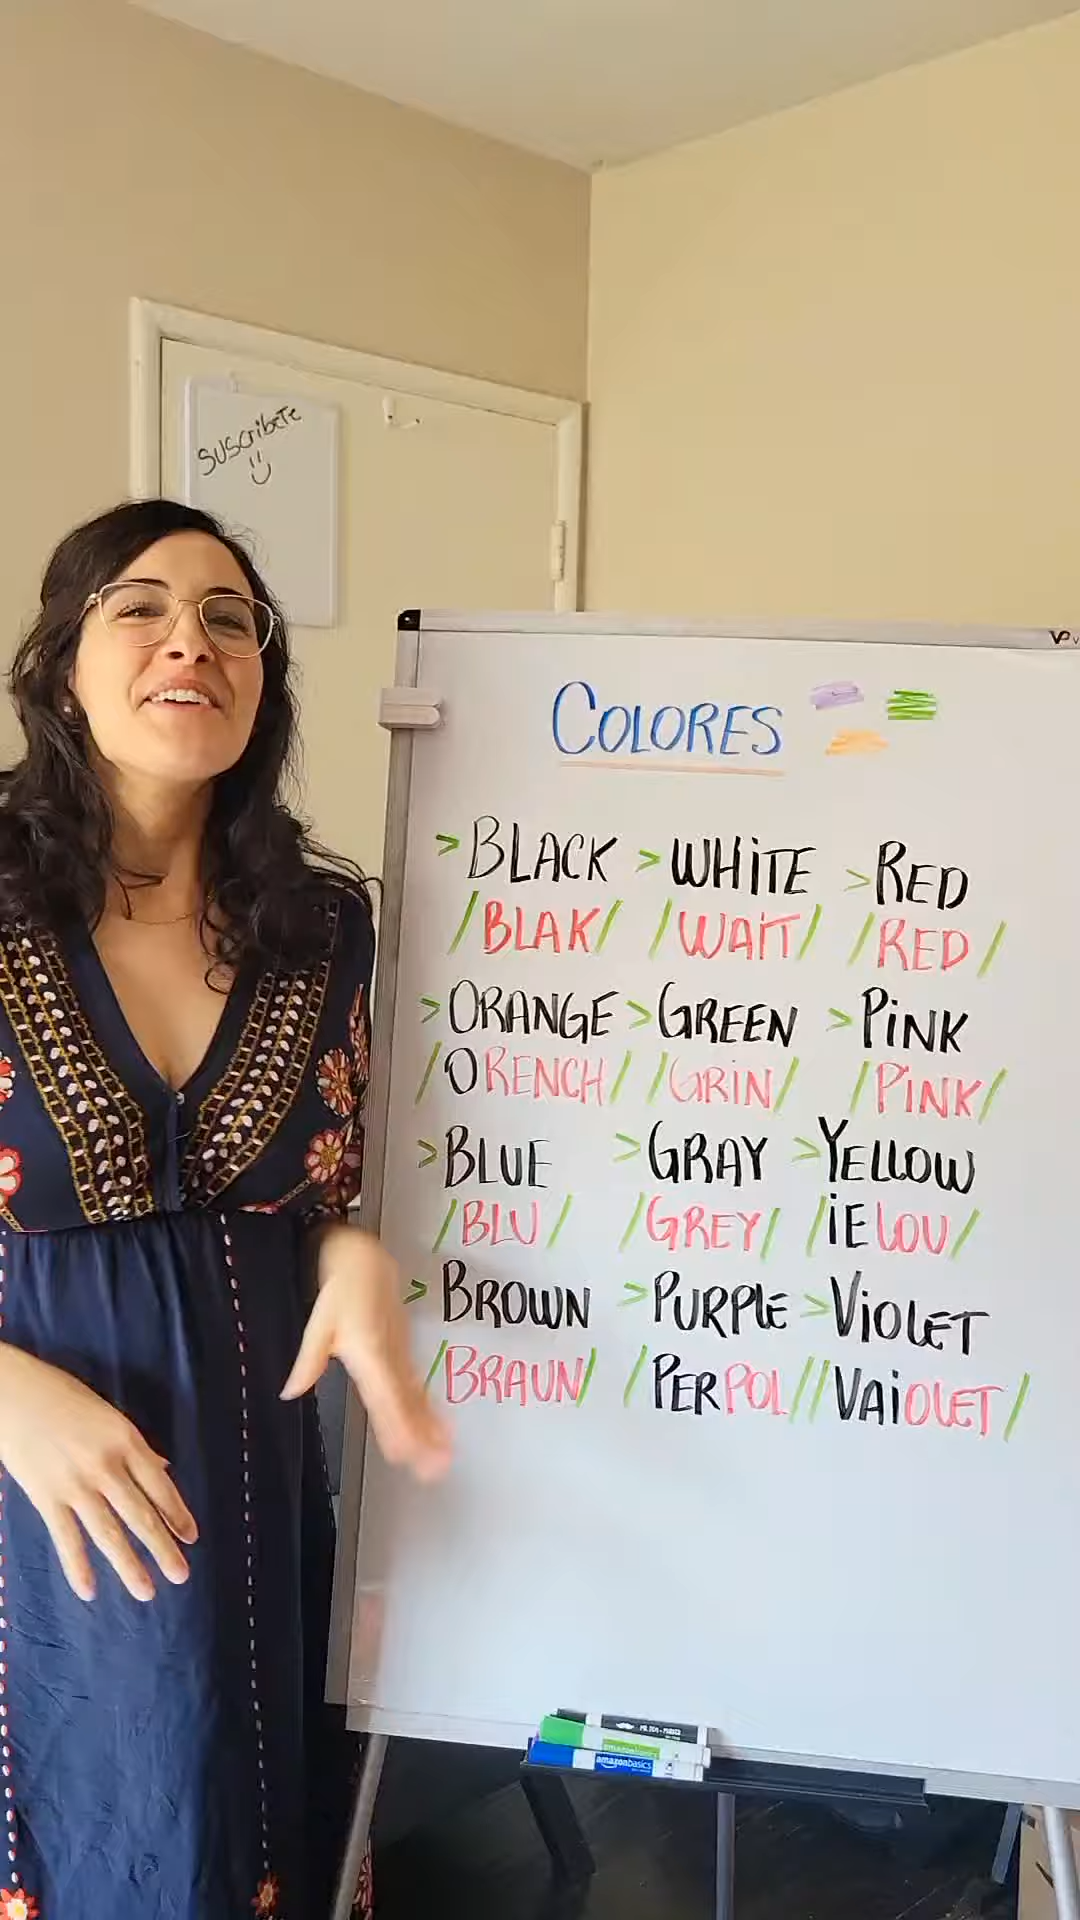 Suscribete
COLORES
> BLACK > WHITE > RED
/BLAK/ /WAIT/ /RED/
> ORANGE > GREEN > PINK
/ORENCH/ /GRIN/ /PINK/
> BLUE > GRAY > YELLOW
/BLU/ /GREY/ /iELOU/
> BROWN > PURPLE > VIOLET
/BRAUN/ /PERPOL/ /VAiOLET/
amazonbasics
amazonbasics